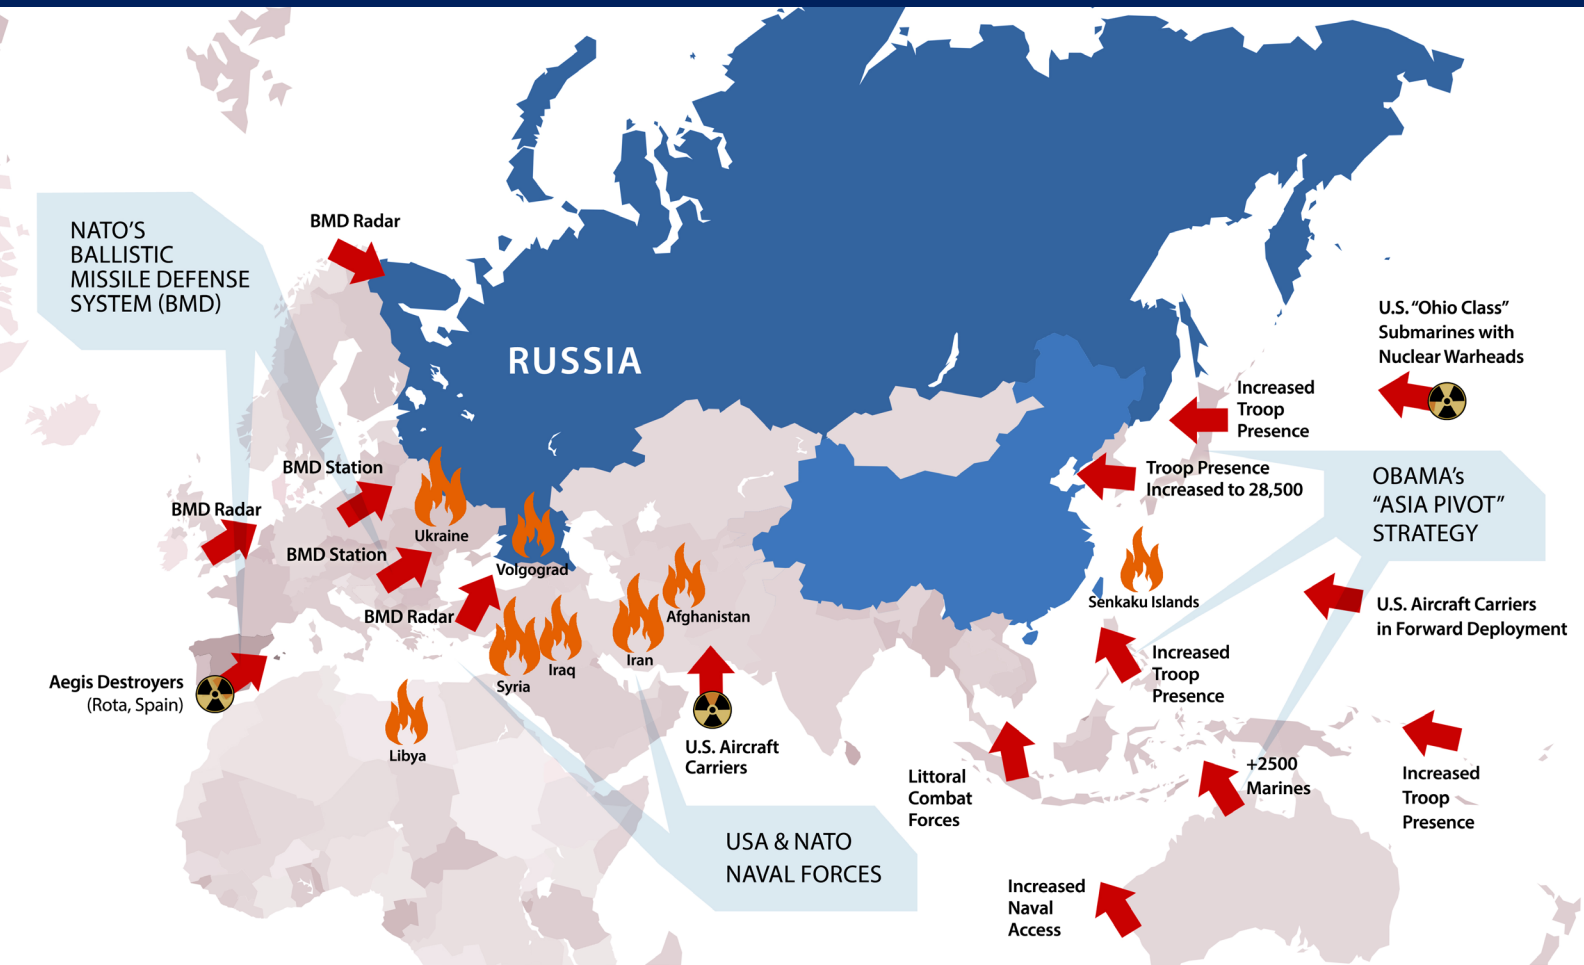 BMD Radar
NATO'S
BALLISTIC
MISSILE DEFENSE
SYSTEM (BMD)
RUSSIA
U.S. “Ohio Class”
Submarines with
Nuclear Warheads
Increased
Troop
Presence
BMD Station
Troop Presence
Increased to 28,500
OBAMA's
“ASIA PIVOT”
STRATEGY
BMD Radar
Ukraine
BMD Station
Volgograd
Senkaku Islands
BMD Radar
Afghanistan
U.S. Aircraft Carriers
in Forward Deployment
Iran
Iraq
Syria
Increased
Troop
Presence
Aegis Destroyers
(Rota, Spain)
Libya
U.S. Aircraft
Carriers
Littoral
Combat
Forces
+2500
Marines
Increased
Troop
Presence
USA & NATO
NAVAL FORCES
Increased
Naval
Access